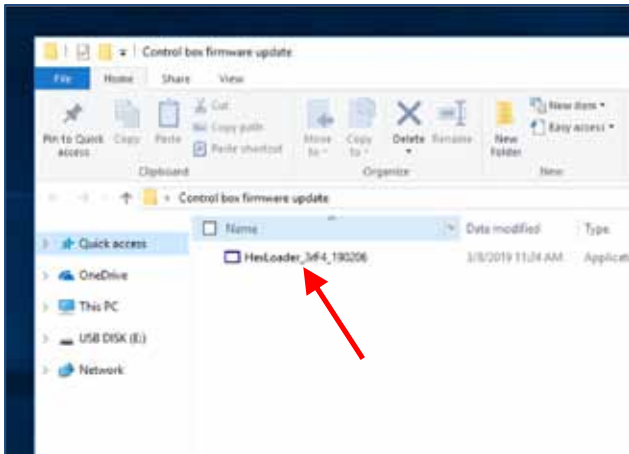 Control box firmware update
File Home Share View
Pin to Quick access
Copy
Paste
Cut
Copy path
Paste shortcut
Move to
Copy to
Delete
Rename
New Folder
New item
Easy access
Clipboard
Organize
New
Control box firmware update
Name
Date modified
Type
Quick access
3/8/2019 11:24 AM
OneDrive
This PC
USB DISK (E:)
Network